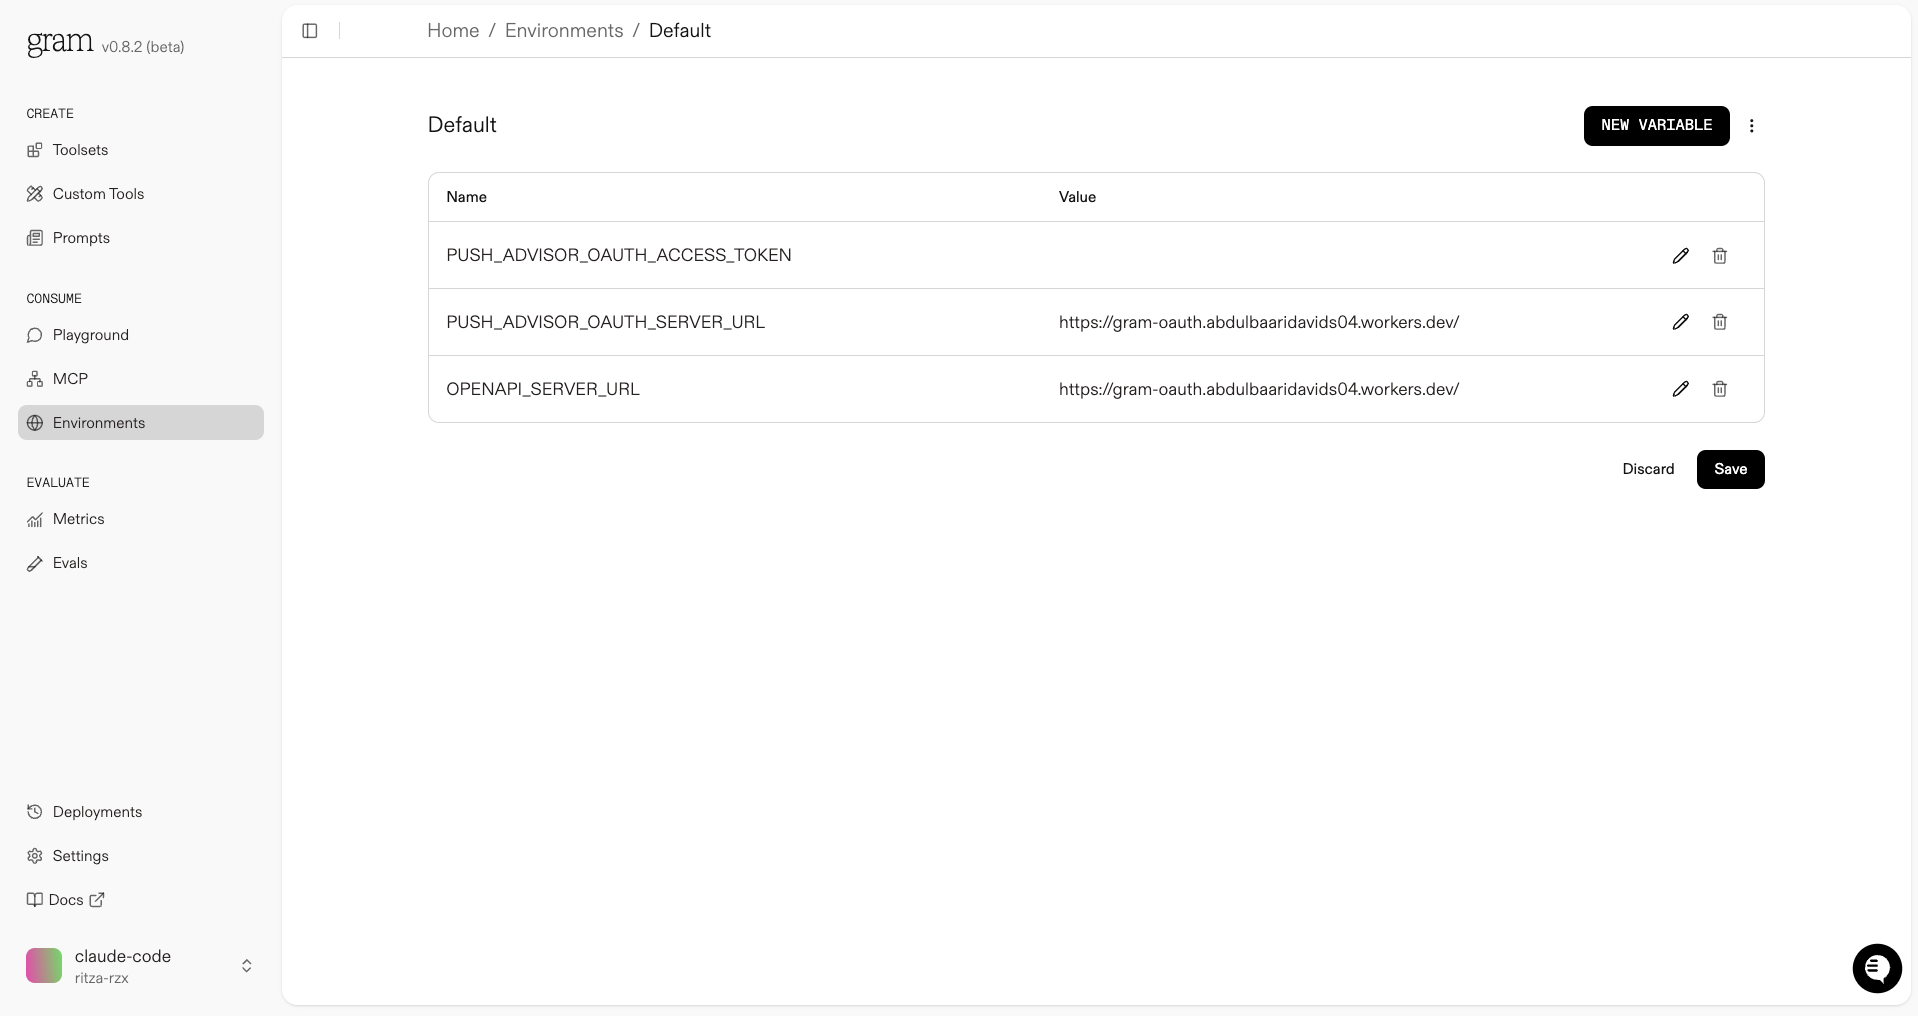 gram v0.8.2 (beta)
CREATE
Toolsets
Custom Tools
Prompts
CONSUME
Playground
MCP
Environments
EVALUATE
Metrics
Evals
Deployments
Settings
Docs
claude-code
ritza-rzx
Home / Environments / Default
Default
NEW VARIABLE
Name Value
PUSH_ADVISOR_OAUTH_ACCESS_TOKEN
PUSH_ADVISOR_OAUTH_SERVER_URL https://gram-oauth.abdulbaaridavids04.workers.dev/
OPENAPI_SERVER_URL https://gram-oauth.abdulbaaridavids04.workers.dev/
Discard Save